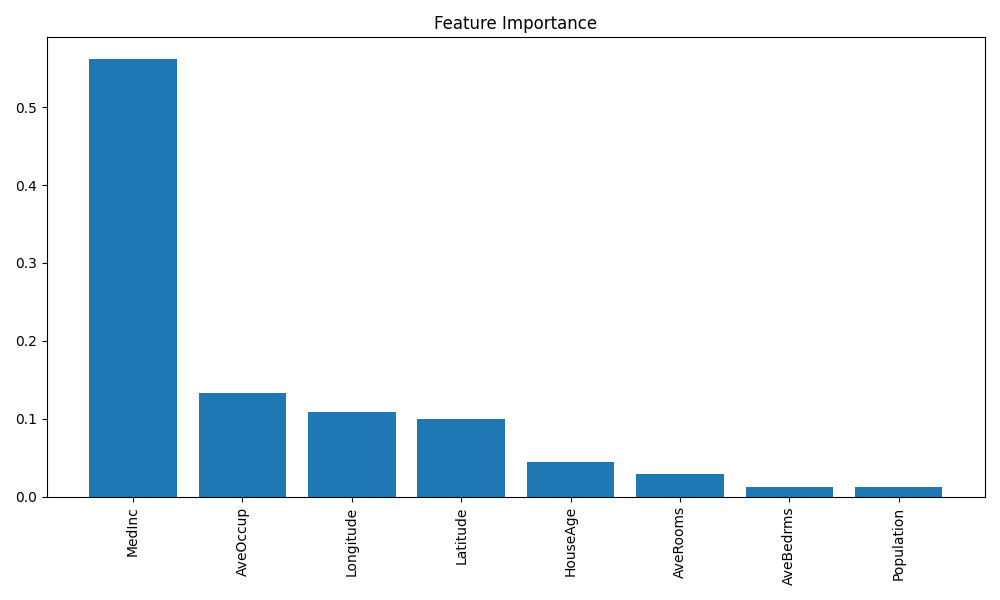 Feature Importance
0.5
0.4
0.3
0.2
0.1
0.0
MedInc
AveOccup
Longitude
Latitude
HouseAge
AveRooms
AveBedrms
Population